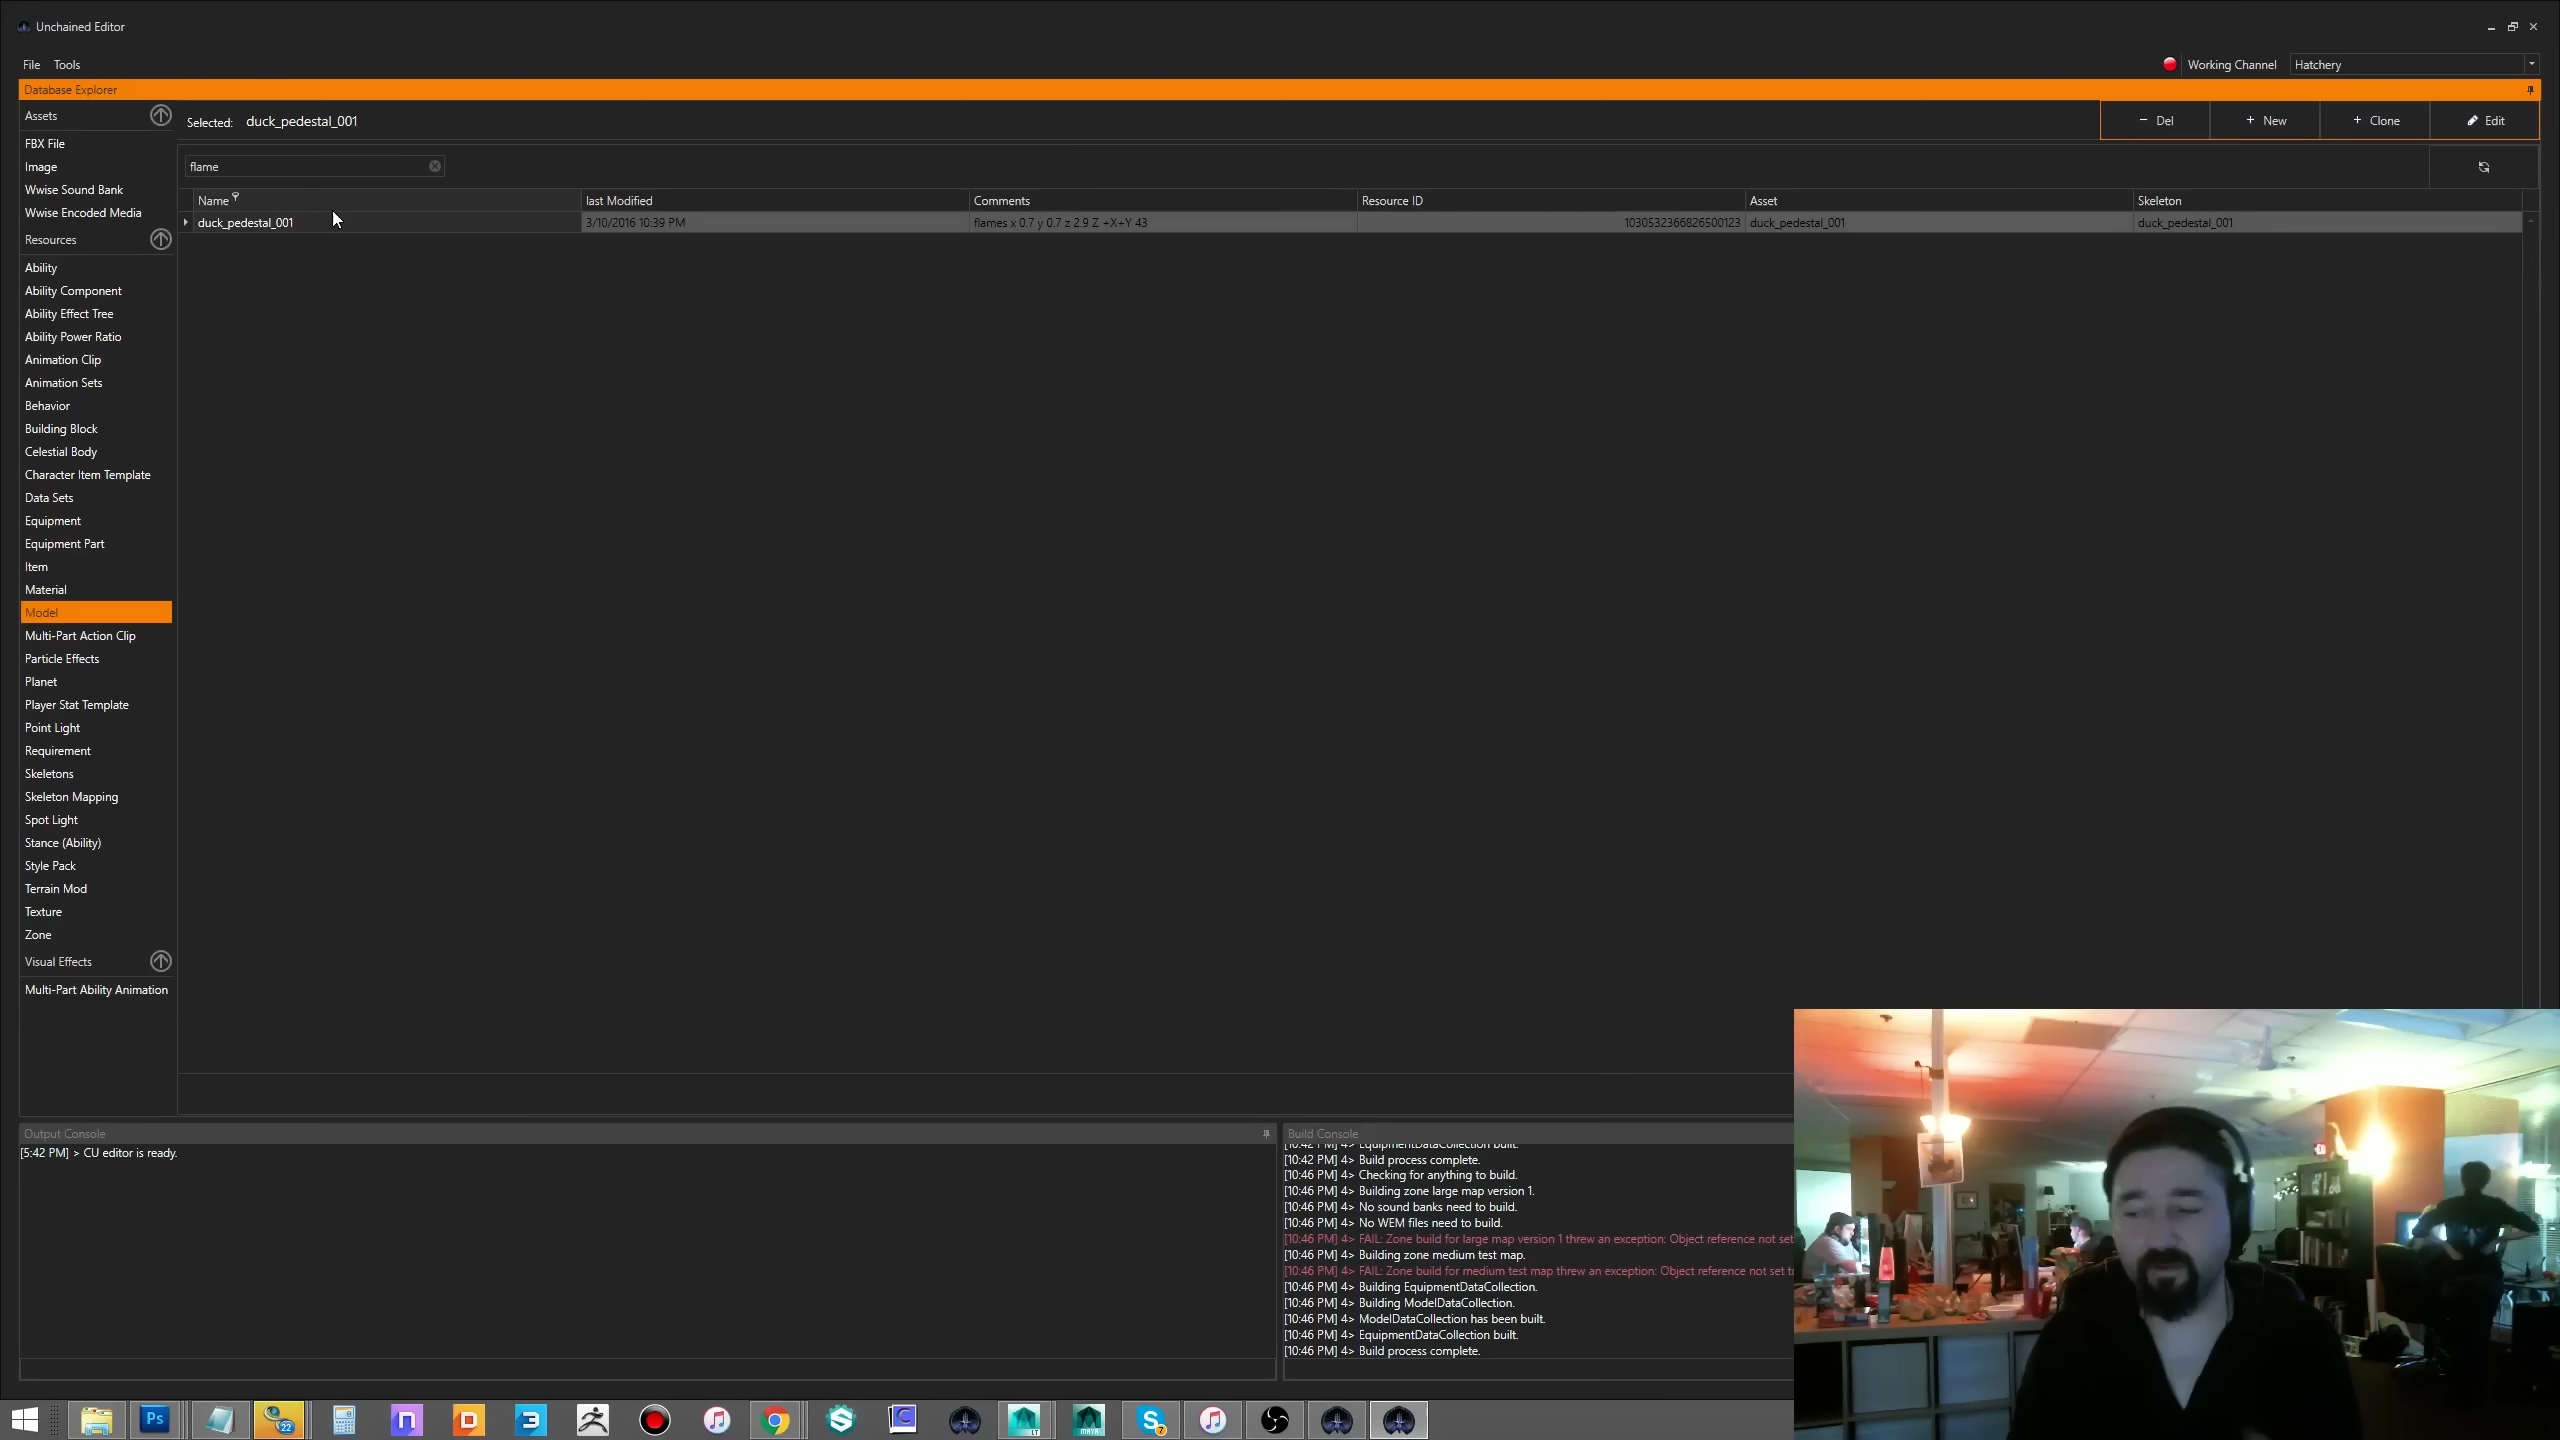 Unchained Editor
File Tools
Working Channel Hatchery
Database Explorer
Assets
FBX File
Image
Wwise Sound Bank
Wwise Encoded Media
Resources
Ability
Ability Component
Ability Effect Tree
Ability Power Ratio
Animation Clip
Animation Sets
Behavior
Building Block
Celestial Body
Character Item Template
Data Sets
Equipment
Equipment Part
Item
Material
Model
Multi-Part Action Clip
Particle Effects
Planet
Player Stat Template
Point Light
Requirement
Skeletons
Skeleton Mapping
Spot Light
Stance (Ability)
Style Pack
Terrain Mod
Texture
Zone
Visual Effects
Multi-Part Ability Animation
Selected: duck_pedestal_001
− Del + New + Clone Edit
flame
Name last Modified Comments Resource ID Asset Skeleton
duck_pedestal_001 3/10/2016 10:39 PM flames x 0.7 y 0.7 z 2.9 Z +X+Y 43 1030532366826500123 duck_pedestal_001 duck_pedestal_001
Output Console
[5:42 PM] > CU editor is ready.
Build Console
[10:42 PM] 4> EquipmentDataCollection built.
[10:42 PM] 4> Build process complete.
[10:46 PM] 4> Checking for anything to build.
[10:46 PM] 4> Building zone large map version 1.
[10:46 PM] 4> No sound banks need to build.
[10:46 PM] 4> No WEM files need to build.
[10:46 PM] 4> FAIL: Zone build for large map version 1 threw an exception: Object reference not set
[10:46 PM] 4> Building zone medium test map.
[10:46 PM] 4> FAIL: Zone build for medium test map threw an exception: Object reference not set
[10:46 PM] 4> Building EquipmentDataCollection.
[10:46 PM] 4> Building ModelDataCollection.
[10:46 PM] 4> ModelDataCollection has been built.
[10:46 PM] 4> EquipmentDataCollection built.
[10:46 PM] 4> Build process complete.
Ps 22 n D 3 S C LT MAYA S 7